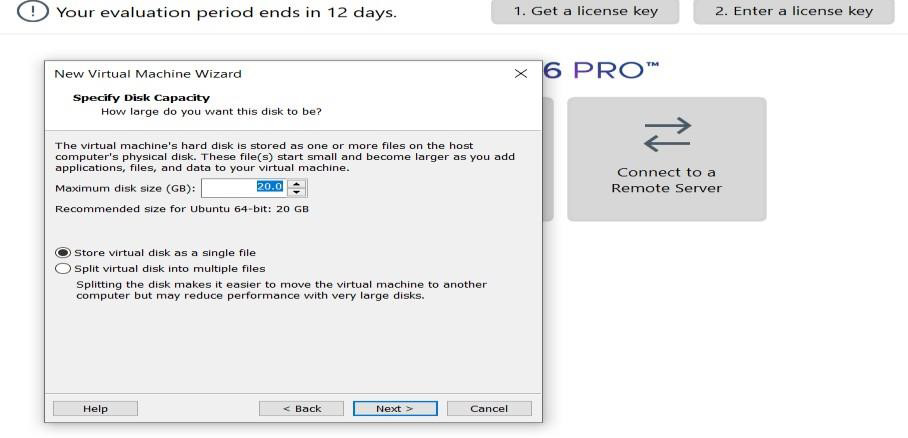 Your evaluation period ends in 12 days.
1. Get a license key
2. Enter a license key
6 PRO™
New Virtual Machine Wizard
Specify Disk Capacity
How large do you want this disk to be?
The virtual machine's hard disk is stored as one or more files on the host
computer's physical disk. These file(s) start small and become larger as you add
applications, files, and data to your virtual machine.
Maximum disk size (GB): 20.0
Recommended size for Ubuntu 64-bit: 20 GB
Store virtual disk as a single file
Split virtual disk into multiple files
Splitting the disk makes it easier to move the virtual machine to another
computer but may reduce performance with very large disks.
Help
< Back
Next >
Cancel
Connect to a
Remote Server